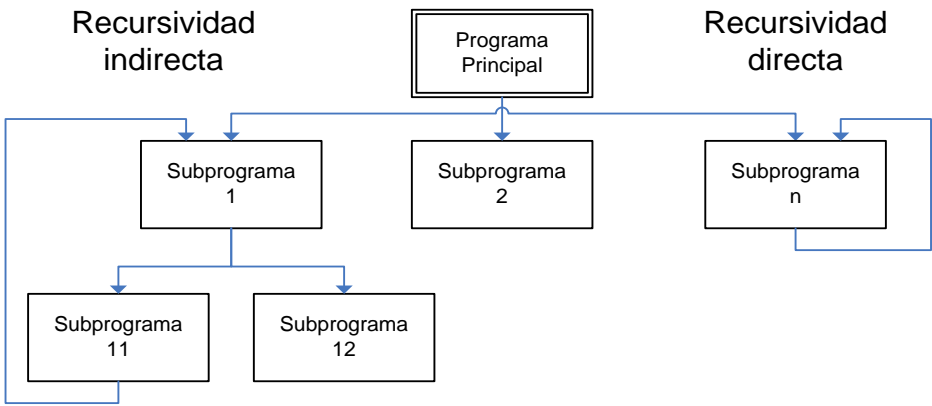 Recursividad
indirecta
Programa
Principal
Recursividad
directa
Subprograma
1
Subprograma
2
Subprograma
n
Subprograma
11
Subprograma
12